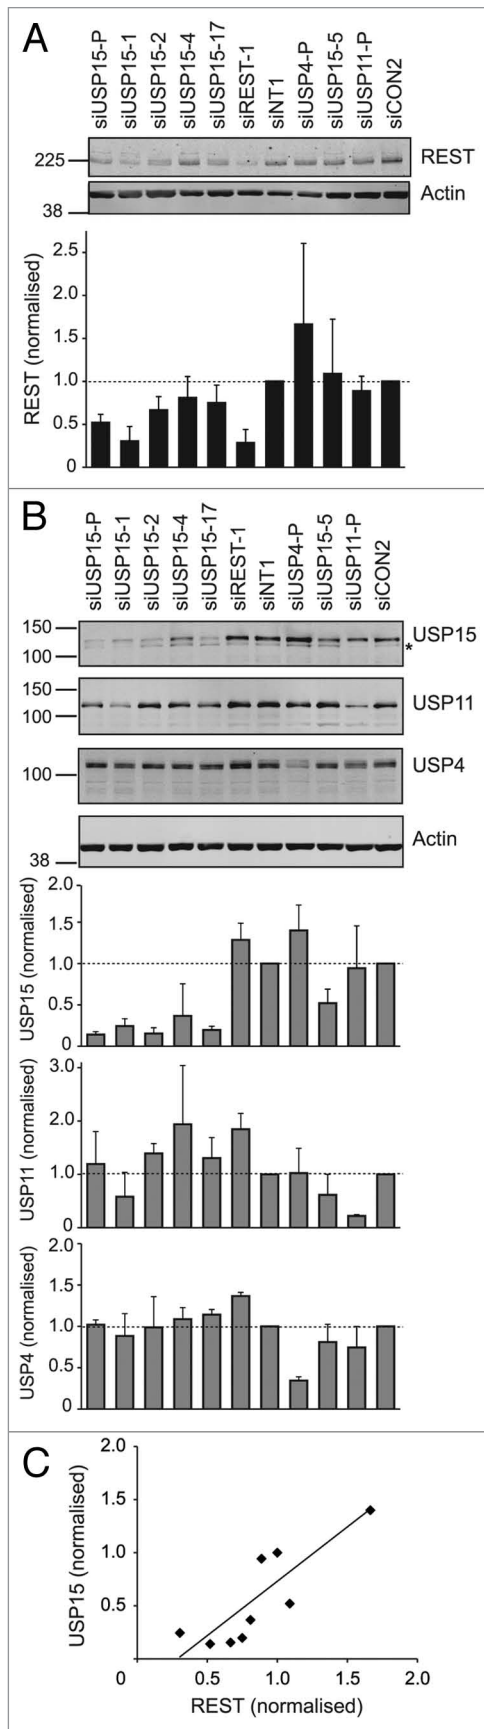 A
siUSP15-P
siUSP15-1
siUSP15-2
siUSP15-4
siUSP15-17
siREST-1
siNT1
siUSP4-P
siUSP15-5
siUSP11-P
siCON2
225
REST
Actin
38
REST (normalised)
2.5
2.0
1.5
1.0
0.5
0
B
siUSP15-P
siUSP15-1
siUSP15-2
siUSP15-4
siUSP15-17
siREST-1
siNT1
siUSP4-P
siUSP15-5
siUSP11-P
siCON2
150
USP15
*
100
150
USP11
100
USP4
100
Actin
38
USP15 (normalised)
2.0
1.0
0.5
0
USP11 (normalised)
3.0
2.0
1.0
0
USP4 (normalised)
2.0
1.0
0.5
0
C
USP15 (normalised)
2.0
1.5
1.0
0.5
0 0.5 1.0 1.5 2.0
REST (normalised)